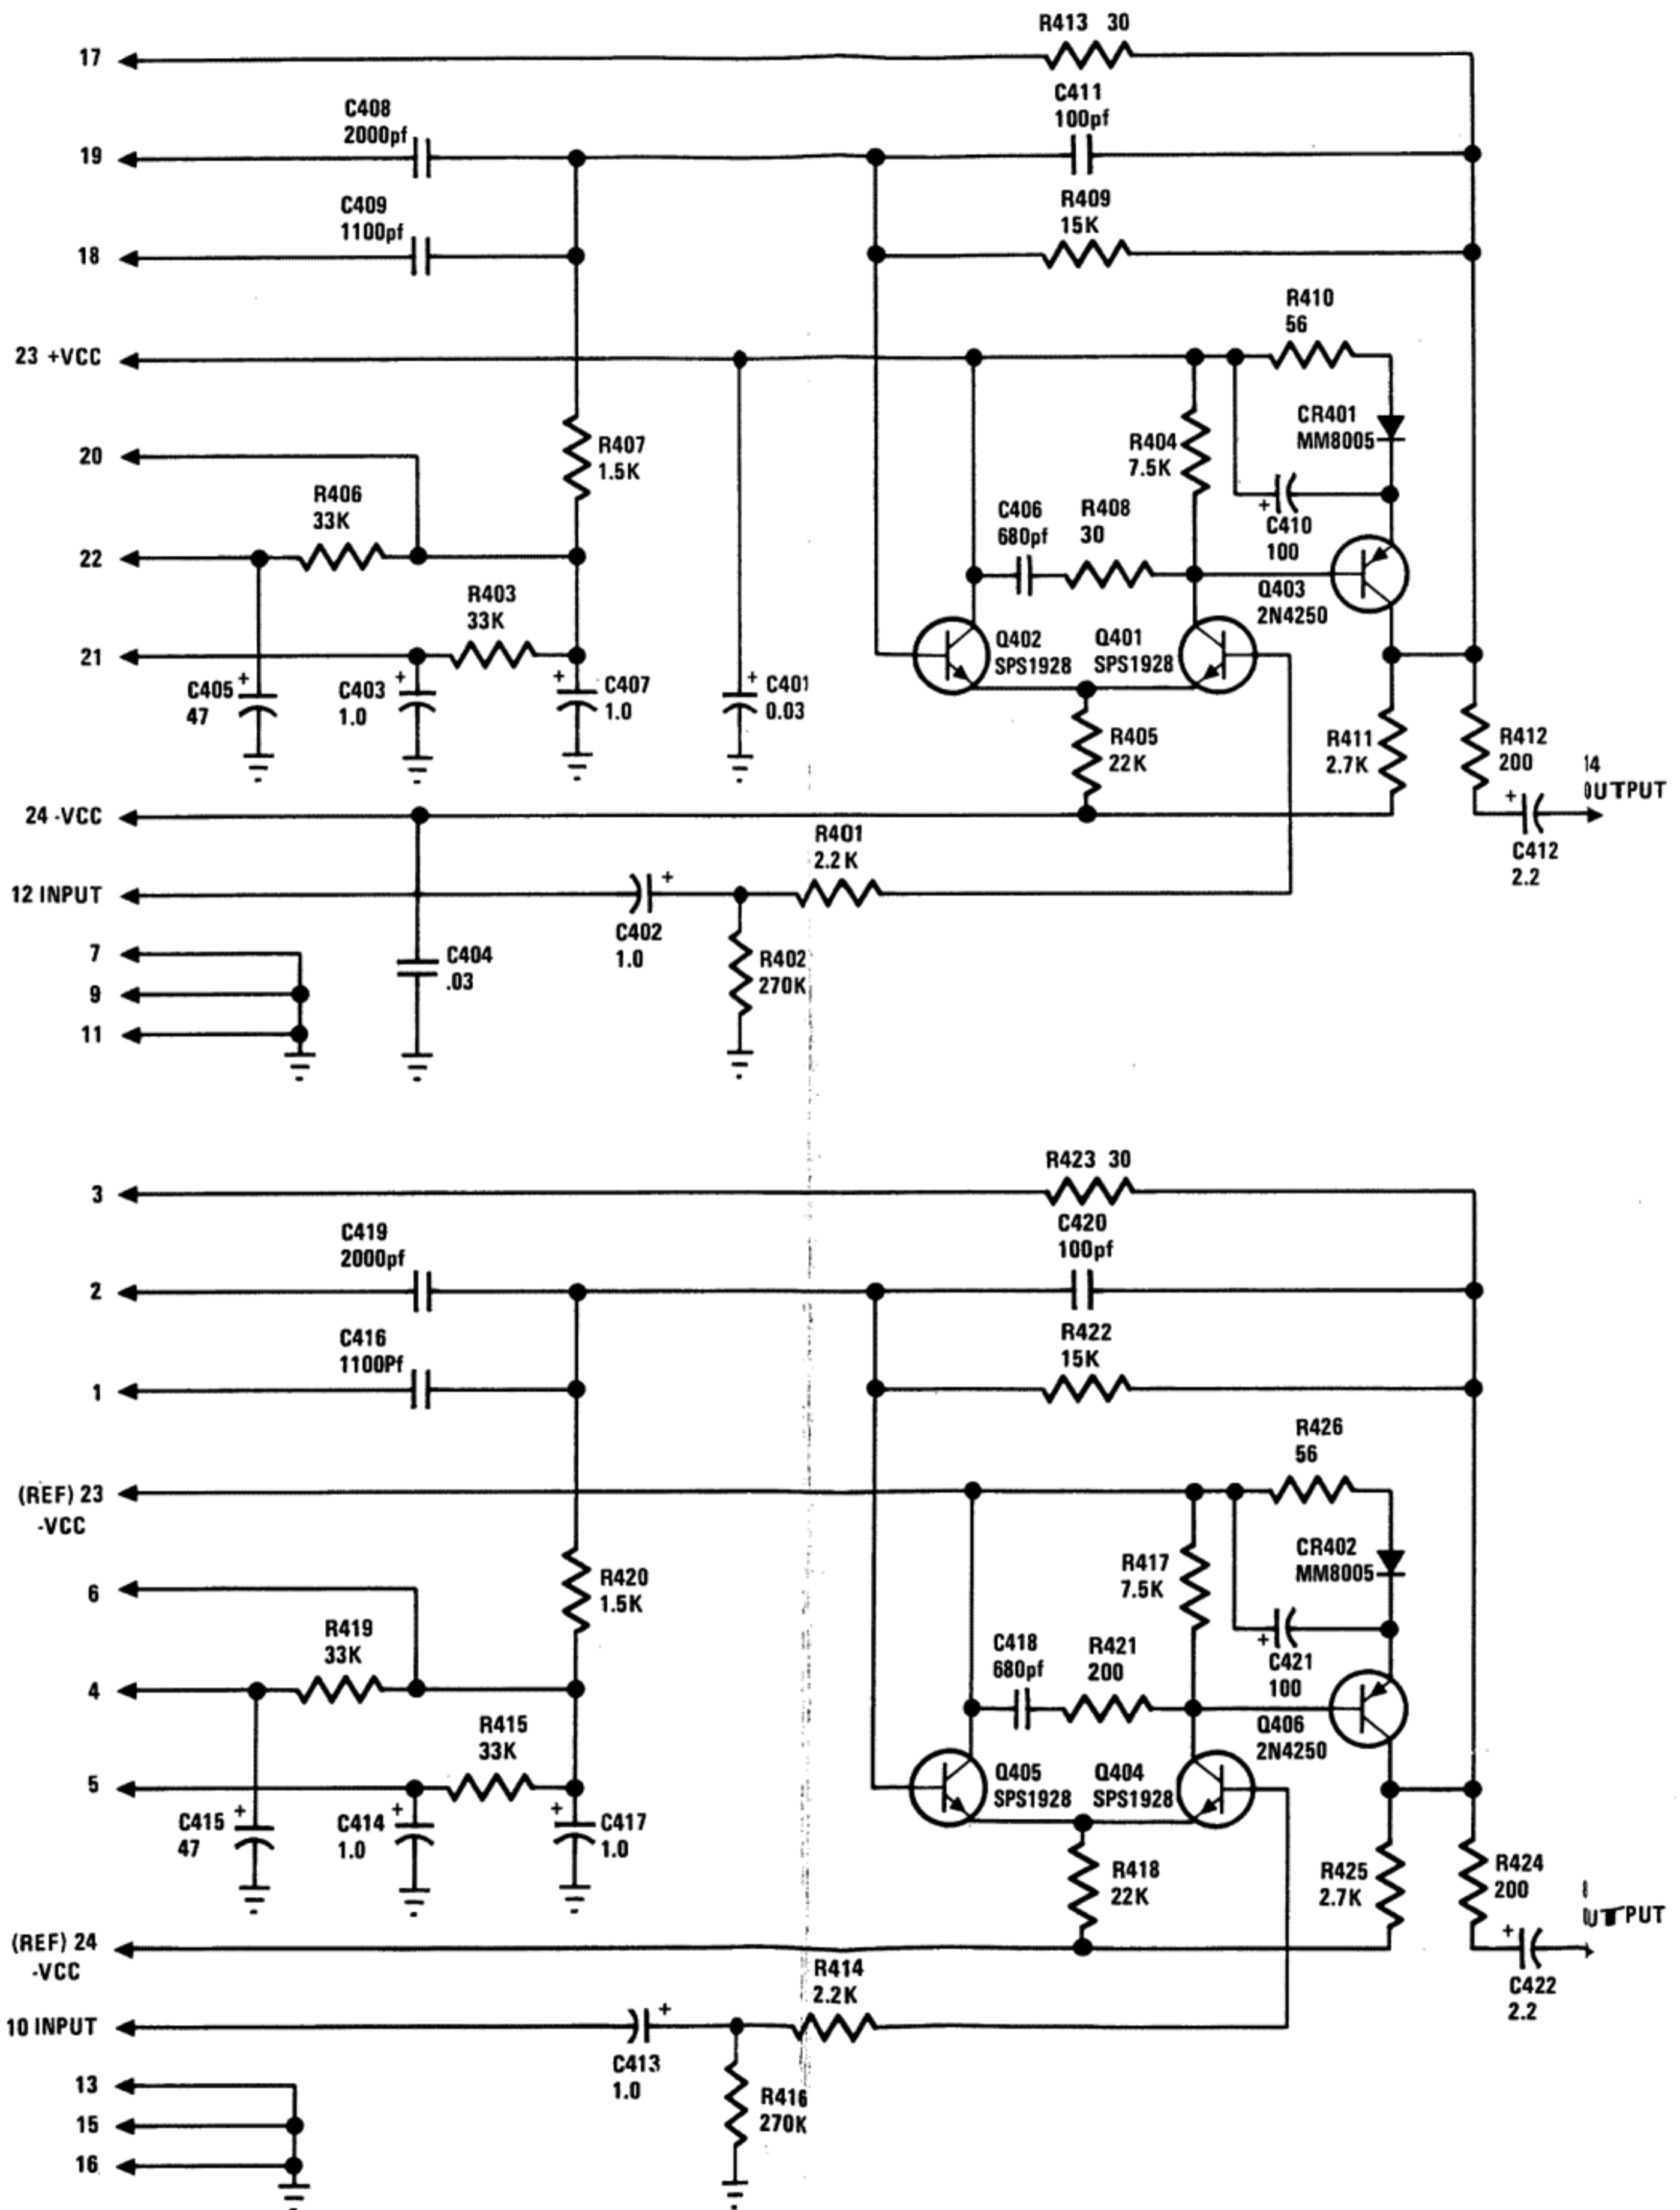 R413 30
17
C411
100pf
C408
2000pf
19
R409
15K
C409
1100pf
18
R410
56
23 +VCC
CR401
MM8005
R404
7.5K
R407
1.5K
20
R406
33K
C406
680pf
R408
30
+
C410
100
22
R403
33K
Q403
2N4250
21
Q402
SPS1928
Q401
SPS1928
+
C405
47
+
C403
1.0
+
C407
1.0
+
C401
0.03
R405
22K
R411
2.7K
R412
200
14
OUTPUT
+
C412
2.2
24 -VCC
R401
2.2K
12 INPUT
+
C402
1.0
C404
.03
R402
270K
7
9
11
R423 30
3
C420
100pf
C419
2000pf
2
R422
15K
C416
1100Pf
1
R426
56
(REF) 23
-VCC
CR402
MM8005
R417
7.5K
R420
1.5K
6
R419
33K
C418
680pf
R421
200
+
C421
100
4
R415
33K
Q406
2N4250
5
Q405
SPS1928
Q404
SPS1928
+
C415
47
+
C414
1.0
+
C417
1.0
R418
22K
R425
2.7K
R424
200
8
UTPUT
+
C422
2.2
(REF) 24
-VCC
R414
2.2K
10 INPUT
+
C413
1.0
R416
270K
13
15
16